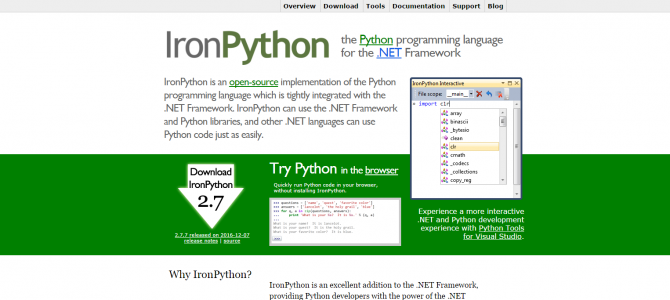 Overview Download Tools Documentation Support Blog
IronPython
the Python programming language
for the .NET Framework
IronPython is an open-source implementation of the Python
programming language which is tightly integrated with the
.NET Framework. IronPython can use the .NET Framework
and Python libraries, and other .NET languages can use
Python code just as easily.
IronPython Interactive
File scope: __main__
import clr
array
binascii
_bytesio
clean
clr
cmath
_codecs
_collections
copy_reg
Download
IronPython
2.7
2.7.7 released on 2016-12-07
release notes | source
Try Python in the browser
Quickly run Python code in your browser,
without installing IronPython.
Experience a more interactive
.NET and Python development
experience with Python Tools
for Visual Studio.
Why IronPython?
IronPython is an excellent addition to the .NET Framework,
providing Python developers with the power of the .NET